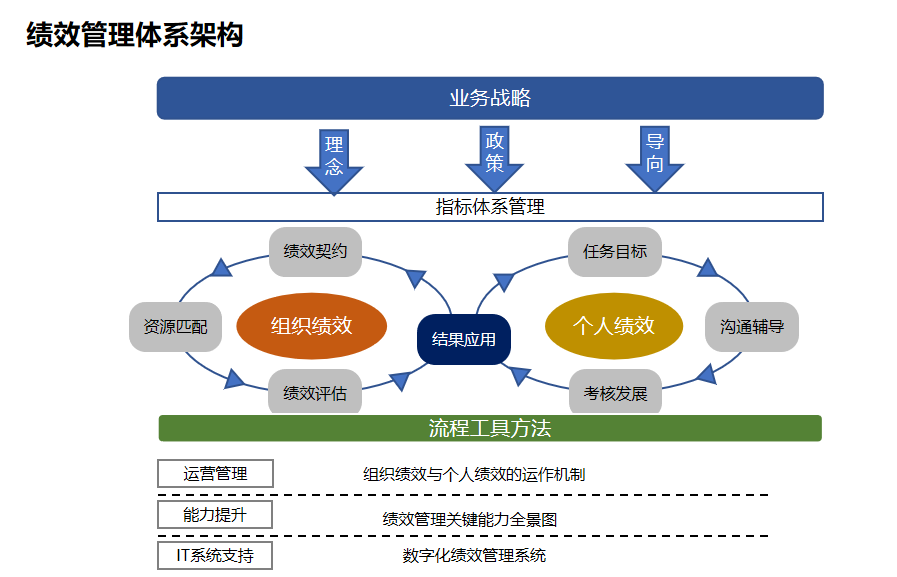 绩效管理体系架构
业务战略
理念
政策
导向
指标体系管理
绩效契约
任务目标
资源匹配
组织绩效
结果应用
个人绩效
沟通辅导
绩效评估
考核发展
流程工具方法
运营管理
组织绩效与个人绩效的运作机制
能力提升
绩效管理关键能力全景图
IT系统支持
数字化绩效管理系统